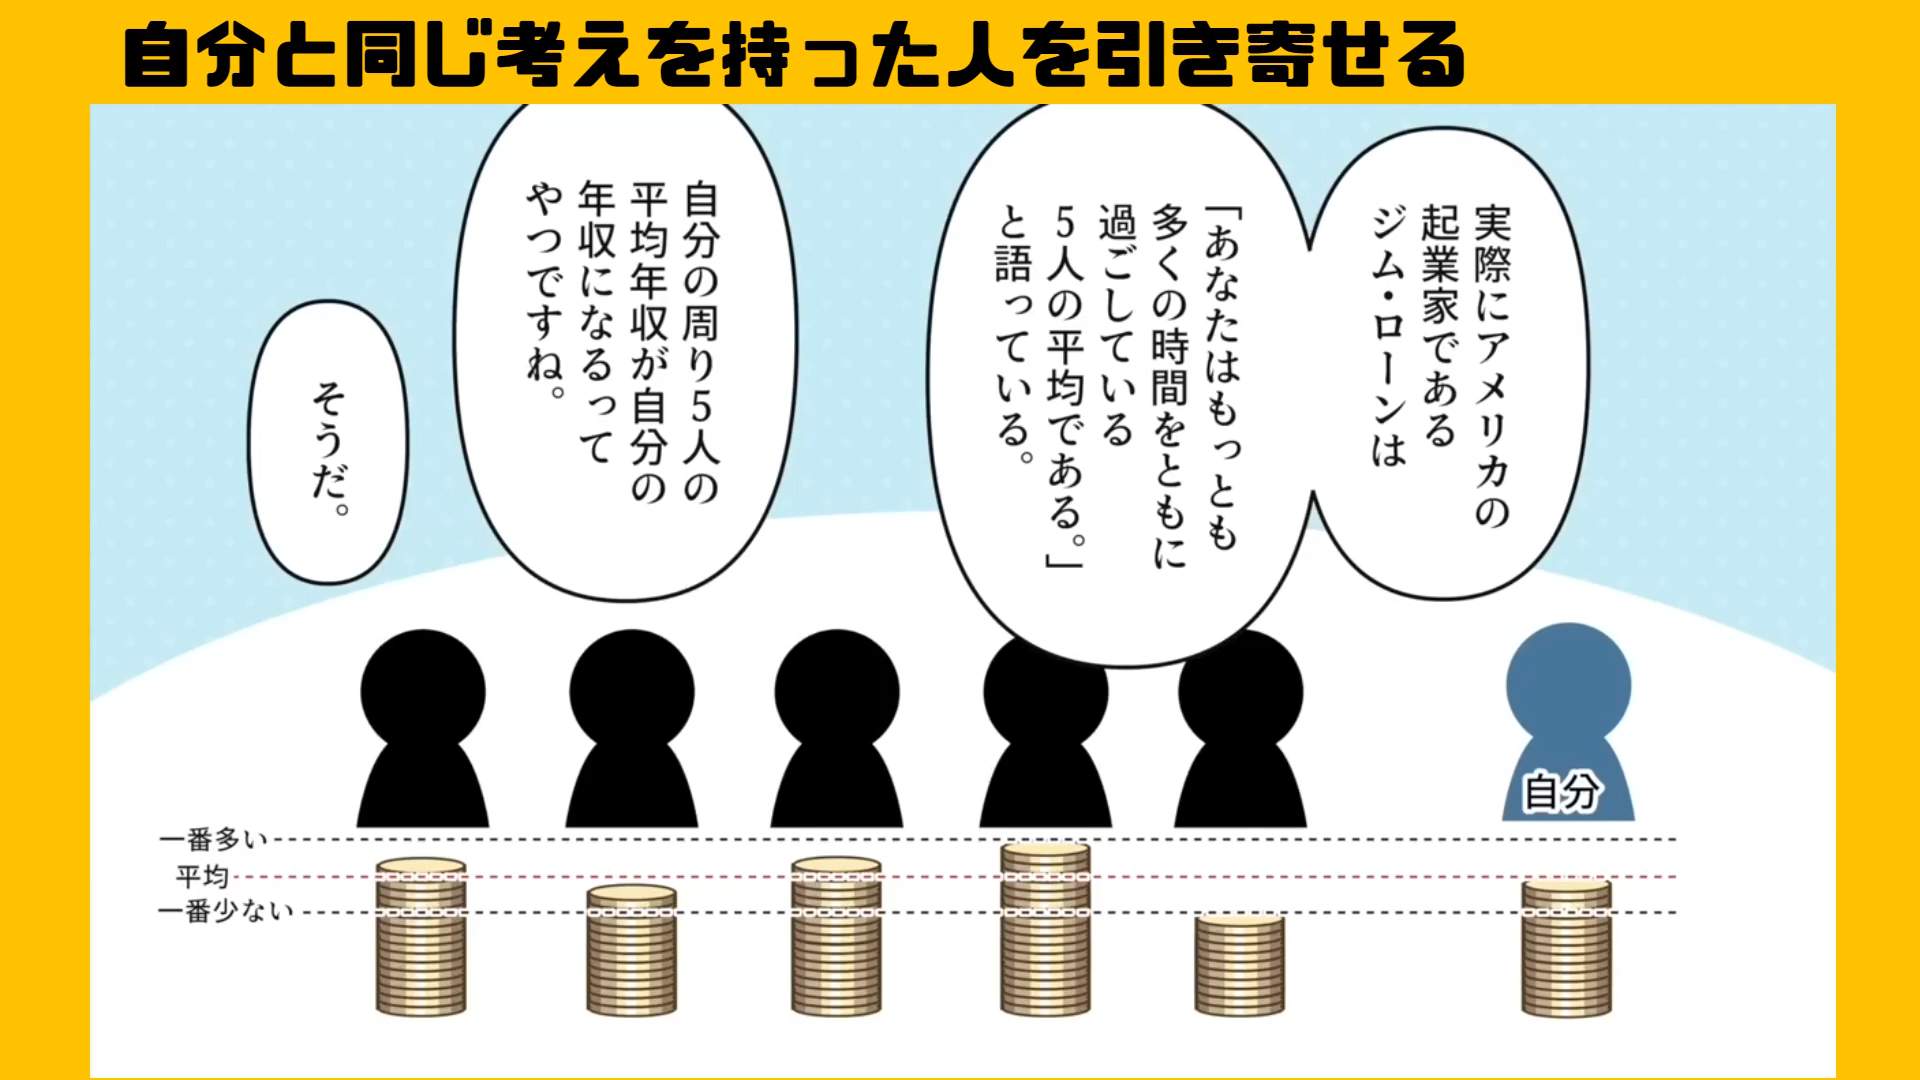 自分と同じ考えを持った人を引き寄せる
実際にアメリカの
起業家である
ジム・ローンは
「あなたはもっとも
多くの時間をともに
過ごしている
5人の平均である。」
と語っている。
自分の周り5人の
平均年収が自分の
年収になるって
やつですね。
そうだ。
自分
一番多い
平均
一番少ない